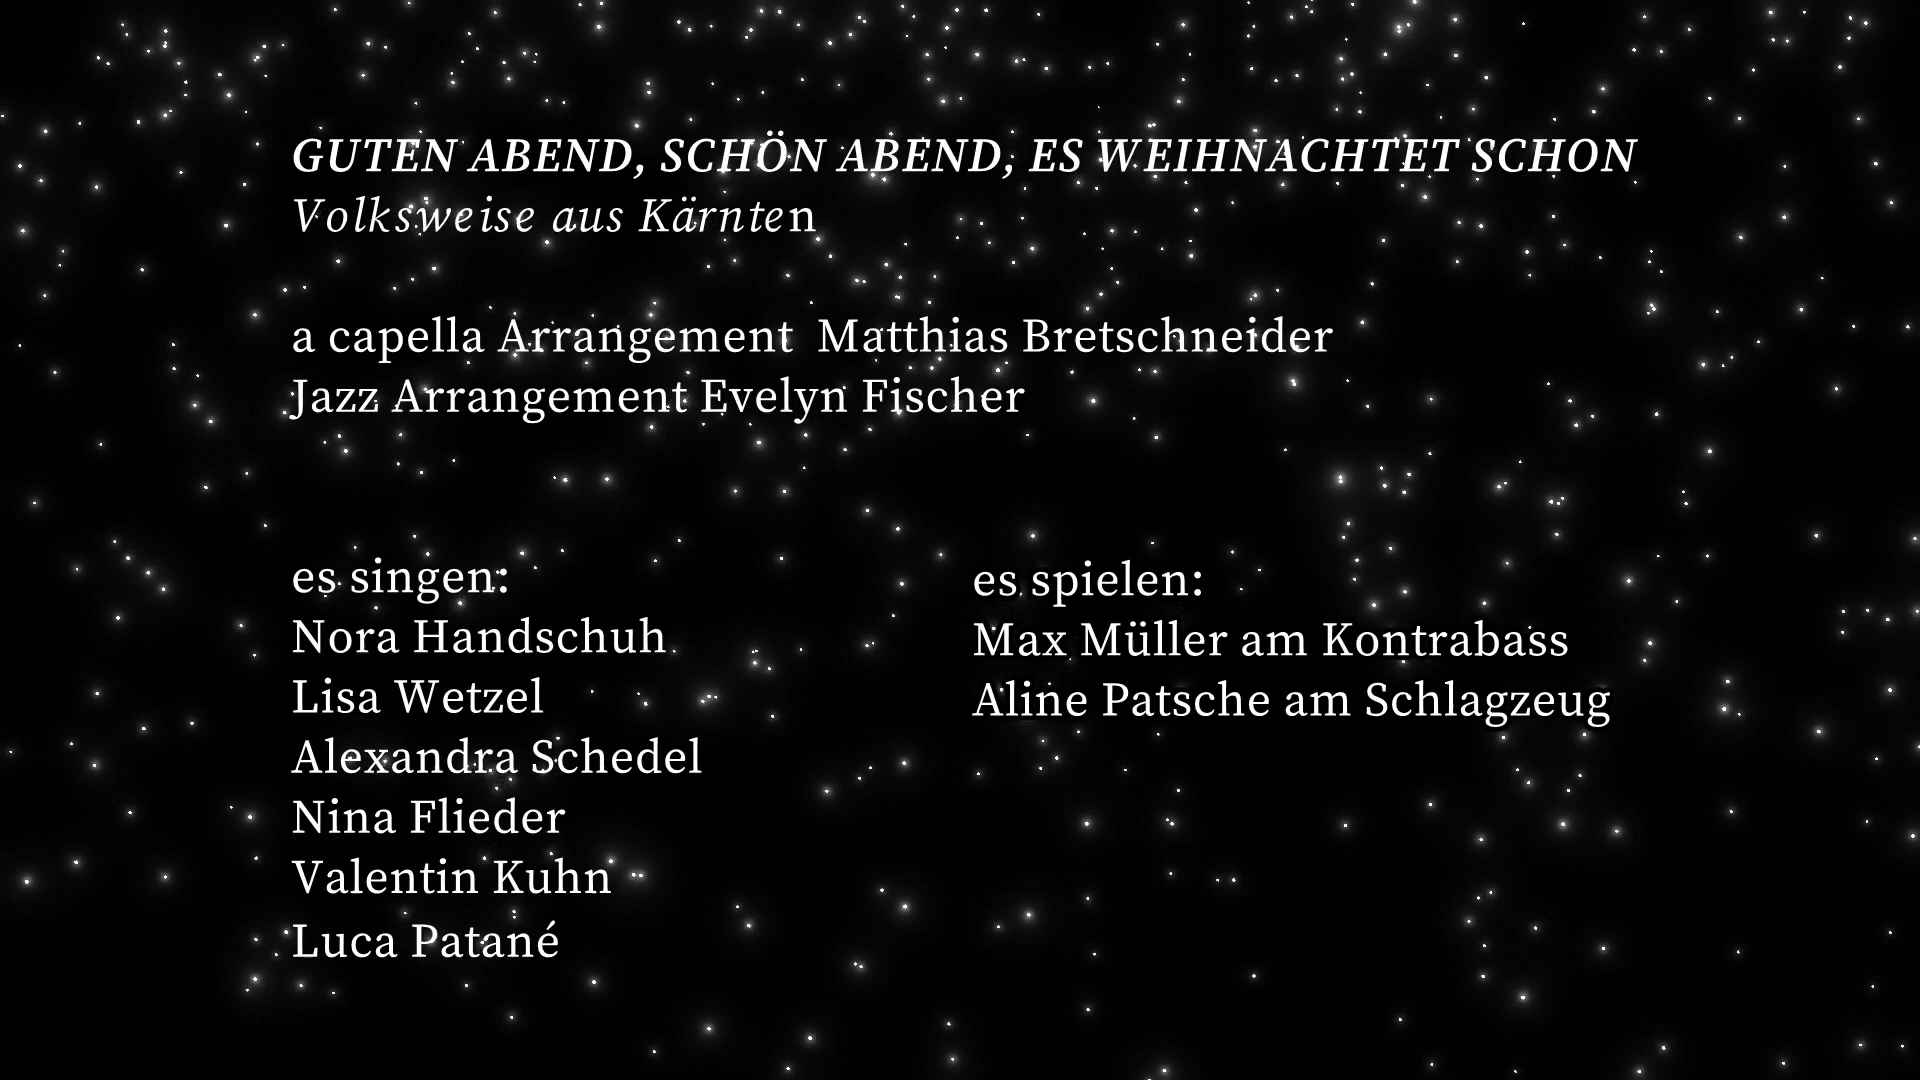 GUTEN ABEND, SCHÖN ABEND, ES WEIHNACHTET SCHON
Volksweise aus Kärnten
a capella Arrangement  Matthias Bretschneider
Jazz Arrangement Evelyn Fischer
es singen:
Nora Handschuh
Lisa Wetzel
Alexandra Schedel
Nina Flieder
Valentin Kuhn
Luca Patané
es spielen:
Max Müller am Kontrabass
Aline Patsche am Schlagzeug